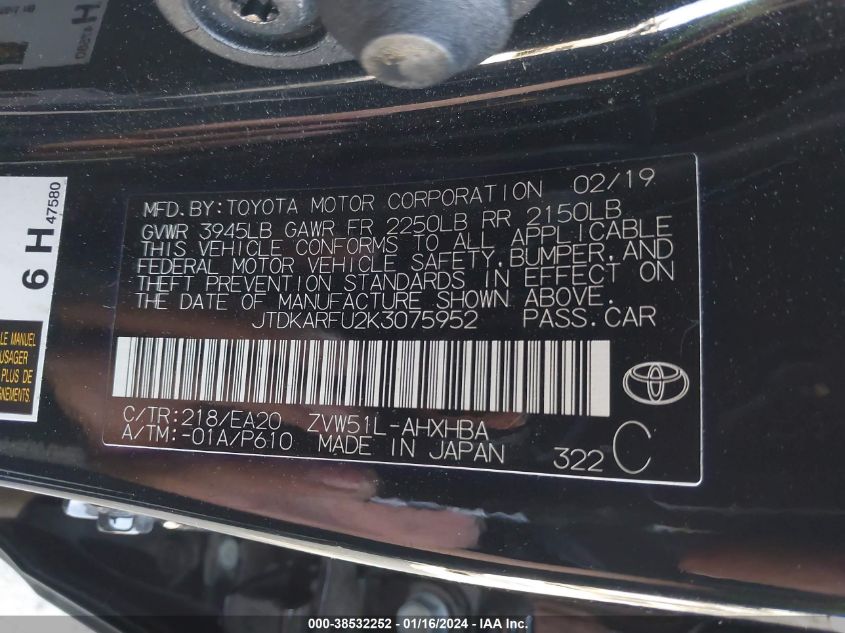 MFD. BY: TOYOTA MOTOR CORPORATION 02/19
GVWR 3945LB GAWR FR 2250LB RR 2150LB
THIS VEHICLE CONFORMS TO ALL APPLICABLE
FEDERAL MOTOR VEHICLE SAFETY, BUMPER, AND
THEFT PREVENTION STANDARDS IN EFFECT ON
THE DATE OF MANUFACTURE SHOWN ABOVE.
JTDKARFU2K3075952 PASS. CAR
C/TR: 218/EA20 ZVW51L-AHXHBA
A/TM: -01A/P610 MADE IN JAPAN 322 C
6 H 47580
LE MANUEL
USAGER
PLUS DE
GNEMENTS.
000-38532252 - 01/16/2024 - IAA Inc.